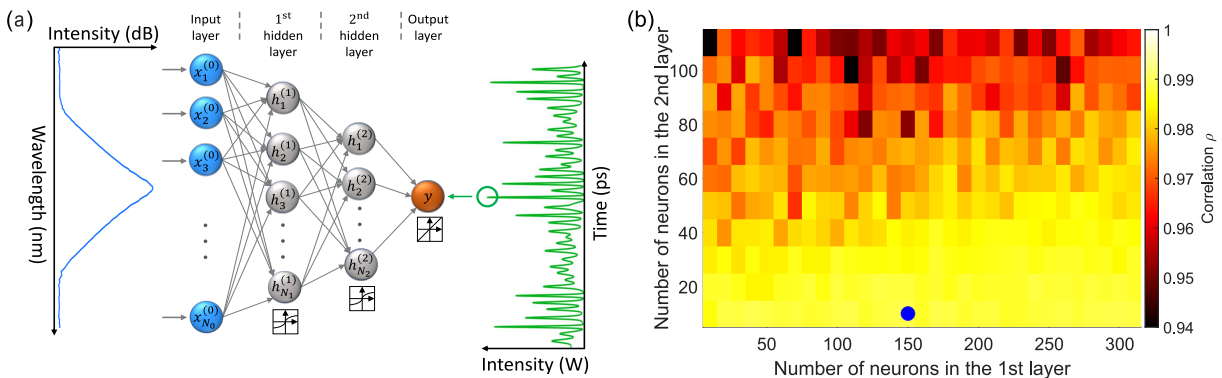 (a)
Intensity (dB)
Wavelength (nm)
Input
layer
1st
hidden
layer
2nd
hidden
layer
Output
layer
x₁⁽⁰⁾
x₂⁽⁰⁾
x₃⁽⁰⁾
x_N₀⁽⁰⁾
h₁⁽¹⁾
h₂⁽¹⁾
h₃⁽¹⁾
h_N₁⁽¹⁾
h₁⁽²⁾
h₂⁽²⁾
h_N₂⁽²⁾
y
Time (ps)
Intensity (W)
(b)
Number of neurons in the 2nd layer
100
80
60
40
20
50
100
150
200
250
300
Number of neurons in the 1st layer
1
0.99
0.98
0.97
0.96
0.95
0.94
Correlation ρ